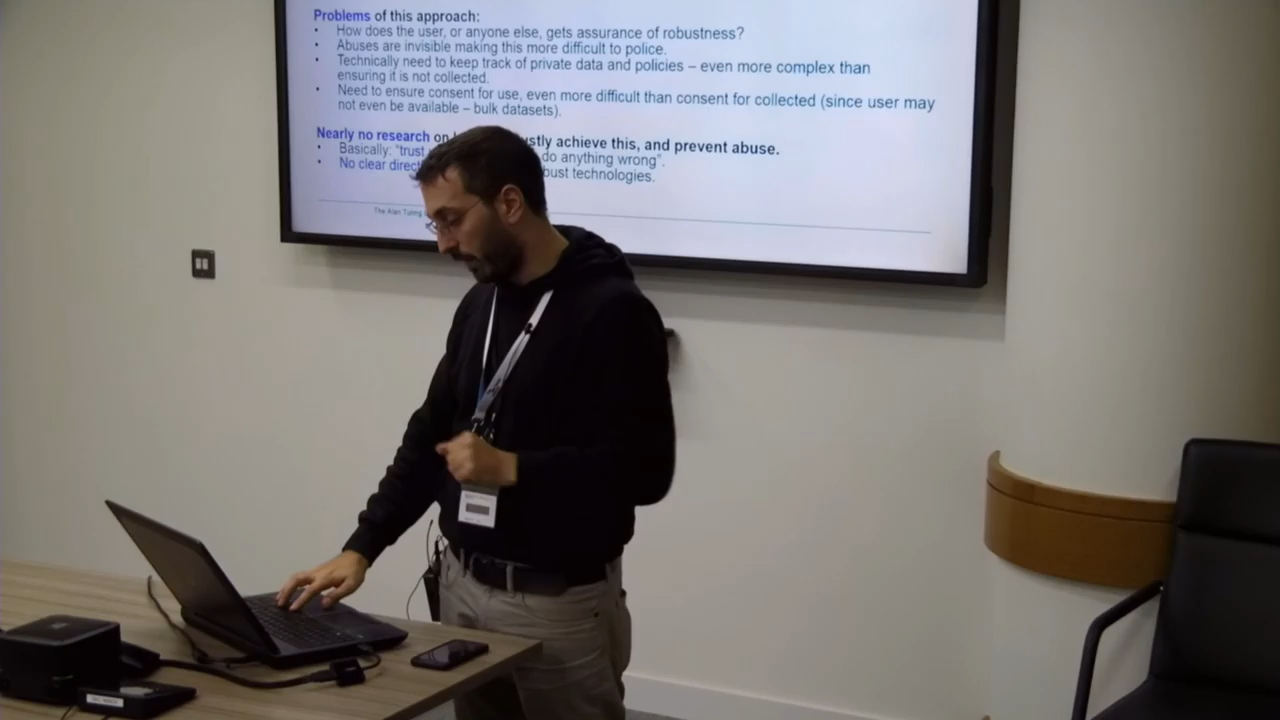 Problems of this approach:
• How does the user, or anyone else, gets assurance of robustness?
• Abuses are invisible making this more difficult to police.
• Technically need to keep track of private data and policies – even more complex than
ensuring it is not collected.
• Need to ensure consent for use, even more difficult than consent for collected (since user may
not even be available – bulk datasets).
Nearly no research on achieve this, and prevent abuse.
• Basically: "trust do anything wrong".
• No clear technologies.
The Alan Turing